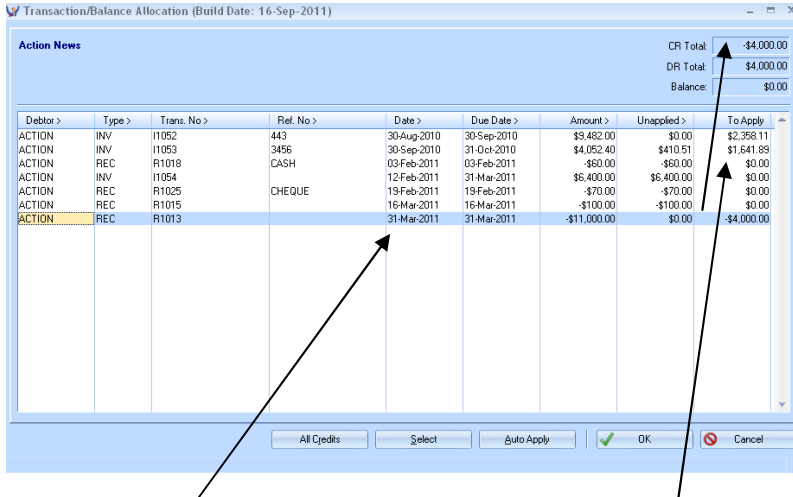 Transaction/Balance Allocation (Build Date: 16-Sep-2011)
Action News
CR Total: -$4,000.00
DR Total: $4,000.00
Balance: $0.00
Debtor > Type > Trans. No > Ref. No > Date > Due Date > Amount > Unapplied > To Apply
ACTION INV I1052 443 30-Aug-2010 30-Sep-2010 $9,482.00 $0.00 $2,358.11
ACTION INV I1053 3456 30-Sep-2010 31-Oct-2010 $4,052.40 $410.51 $1,641.89
ACTION REC R1018 CASH 03-Feb-2011 03-Feb-2011 -$60.00 -$60.00 $0.00
ACTION INV I1054 12-Feb-2011 31-Mar-2011 $6,400.00 $6,400.00 $0.00
ACTION REC R1025 CHEQUE 19-Feb-2011 19-Feb-2011 -$70.00 -$70.00 $0.00
ACTION REC R1015 16-Mar-2011 16-Mar-2011 -$100.00 -$100.00 $0.00
ACTION REC R1013 31-Mar-2011 31-Mar-2011 -$11,000.00 $0.00 -$4,000.00
All Credits Select Auto Apply OK Cancel